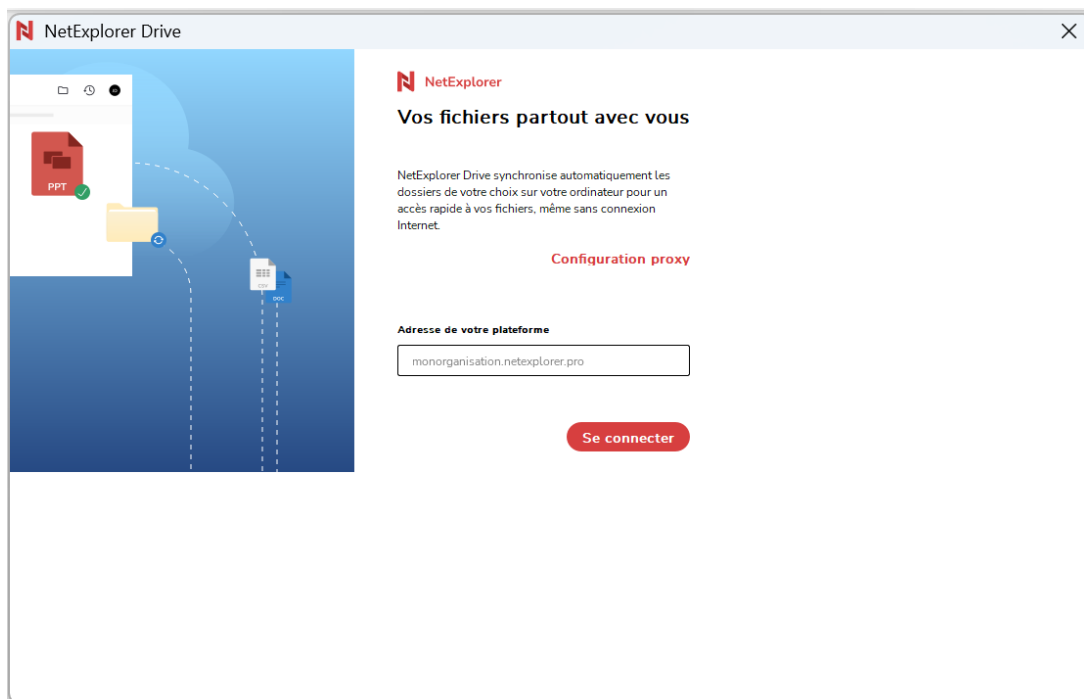 NetExplorer Drive
NetExplorer
Vos fichiers partout avec vous
NetExplorer Drive synchronise automatiquement les
dossiers de votre choix sur votre ordinateur pour un
accès rapide à vos fichiers, même sans connexion
Internet.
Configuration proxy
Adresse de votre plateforme
monorganisation.netexplorer.pro
Se connecter
PPT
CSV
DOC